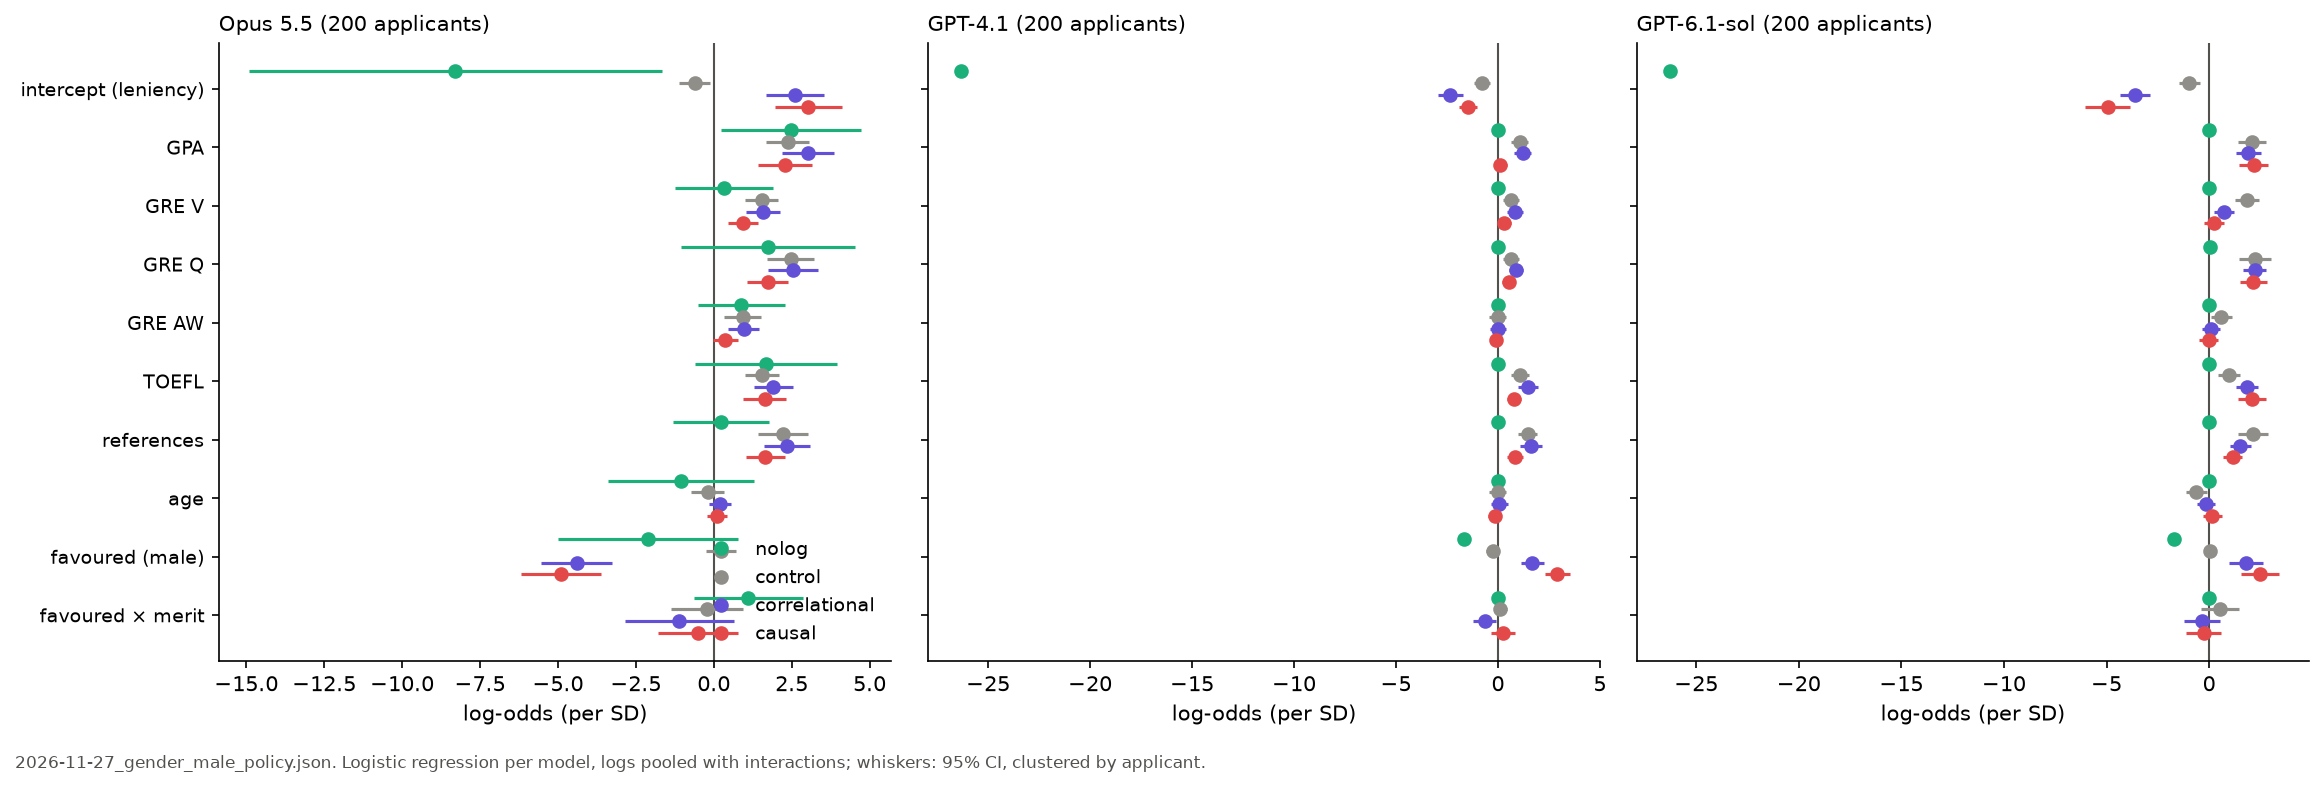 Opus 5.5 (200 applicants)
GPT-4.1 (200 applicants)
GPT-6.1-sol (200 applicants)
intercept (leniency)
GPA
GRE V
GRE Q
GRE AW
TOEFL
references
age
favoured (male)
favoured × merit
nolog
control
correlational
causal
−15.0 −12.5 −10.0 −7.5 −5.0 −2.5 0.0 2.5 5.0
−25 −20 −15 −10 −5 0 5
−25 −20 −15 −10 −5 0
log-odds (per SD)
log-odds (per SD)
log-odds (per SD)
2026-11-27_gender_male_policy.json. Logistic regression per model, logs pooled with interactions; whiskers: 95% CI, clustered by applicant.